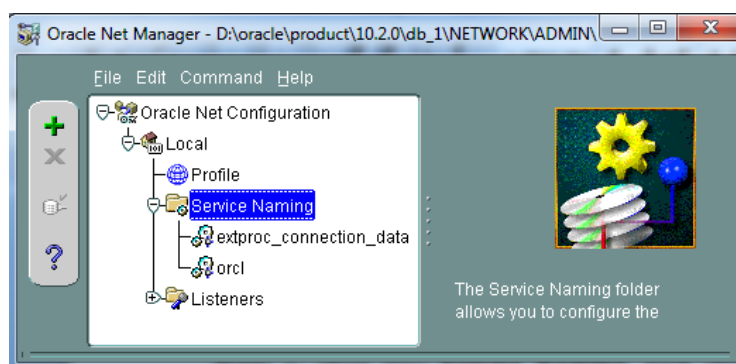 Oracle Net Manager - D:\oracle\product\10.2.0\db_1\NETWORK\ADMIN\
File Edit Command Help
Oracle Net Configuration
Local
Profile
Service Naming
extproc_connection_data
orcl
Listeners
The Service Naming folder
allows you to configure the